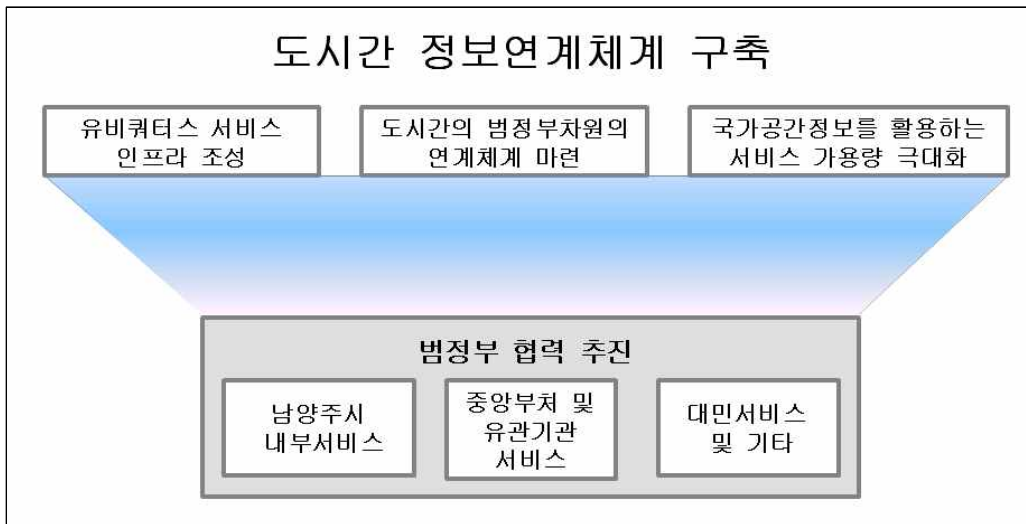 도시간 정보연계체계 구축
유비쿼터스 서비스
인프라 조성
도시간의 범정부차원의
연계체계 마련
국가공간정보를 활용하는
서비스 가용량 극대화
범정부 협력 추진
남양주시
내부서비스
중앙부처 및
유관기관
서비스
대민서비스
및 기타